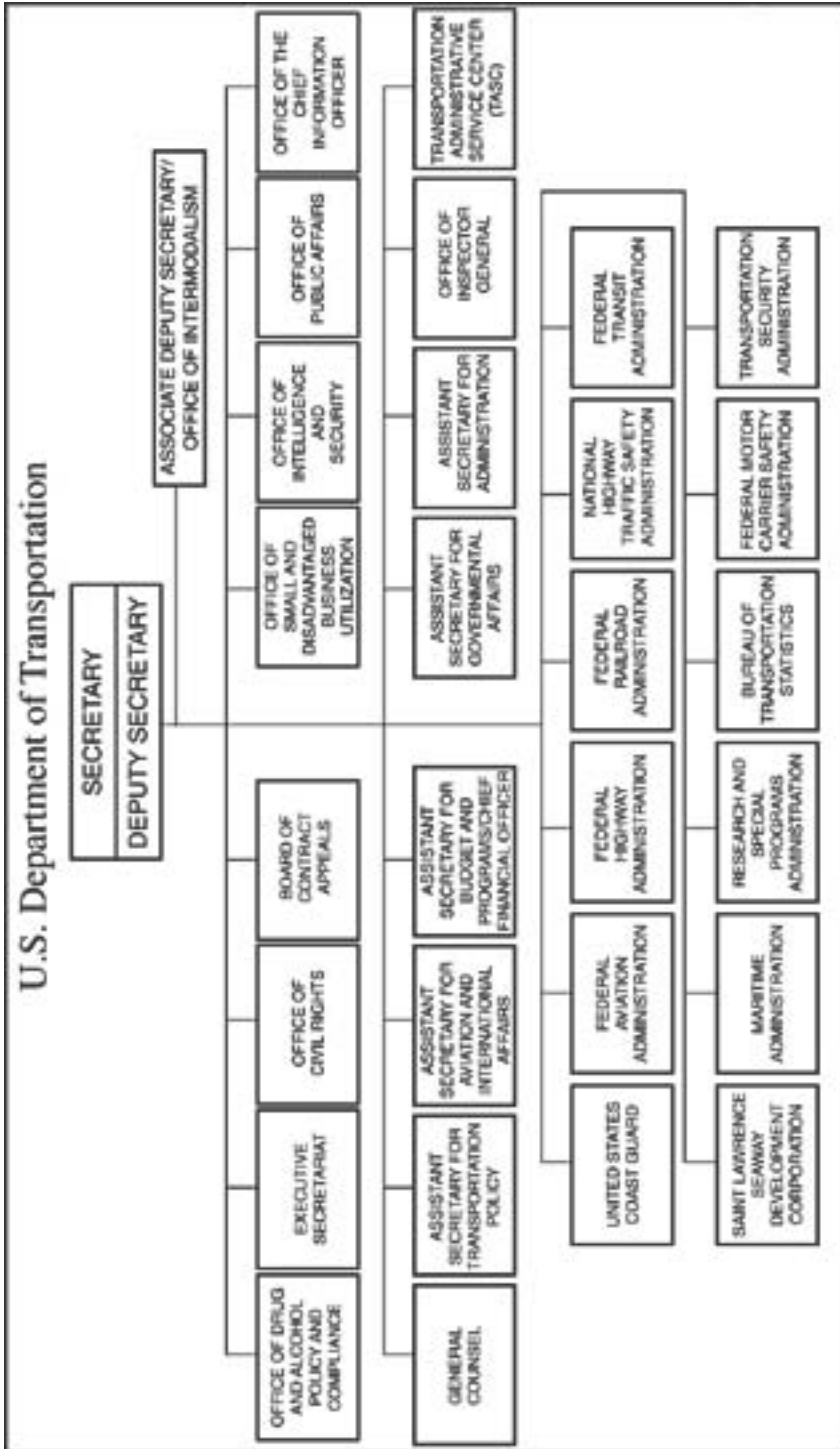 U.S. Department of Transportation
SECRETARY
DEPUTY SECRETARY
ASSOCIATE DEPUTY SECRETARY/
OFFICE OF INTERMODALISM
OFFICE OF DRUG
AND ALCOHOL
POLICY AND
COMPLIANCE
EXECUTIVE
SECRETARIAT
OFFICE OF
CIVIL RIGHTS
BOARD OF
CONTRACT
APPEALS
OFFICE OF
SMALL AND
DISADVANTAGED
BUSINESS
UTILIZATION
OFFICE OF
INTELLIGENCE
AND
SECURITY
OFFICE OF
PUBLIC AFFAIRS
OFFICE OF THE
CHIEF
INFORMATION
OFFICER
GENERAL
COUNSEL
ASSISTANT
SECRETARY FOR
TRANSPORTATION
POLICY
ASSISTANT
SECRETARY FOR
AVIATION AND
INTERNATIONAL
AFFAIRS
ASSISTANT
SECRETARY FOR
BUDGET AND
PROGRAMS/CHIEF
FINANCIAL OFFICER
ASSISTANT
SECRETARY FOR
GOVERNMENTAL
AFFAIRS
ASSISTANT
SECRETARY FOR
ADMINISTRATION
OFFICE OF
INSPECTOR
GENERAL
TRANSPORTATION
ADMINISTRATIVE
SERVICE CENTER
(TASC)
UNITED STATES
COAST GUARD
FEDERAL
AVIATION
ADMINISTRATION
FEDERAL
HIGHWAY
ADMINISTRATION
FEDERAL
RAILROAD
ADMINISTRATION
NATIONAL
HIGHWAY
TRAFFIC SAFETY
ADMINISTRATION
FEDERAL
TRANSIT
ADMINISTRATION
SAINT LAWRENCE
SEAWAY
DEVELOPMENT
CORPORATION
MARITIME
ADMINISTRATION
RESEARCH AND
SPECIAL
PROGRAMS
ADMINISTRATION
BUREAU OF
TRANSPORTATION
STATISTICS
FEDERAL MOTOR
CARRIER SAFETY
ADMINISTRATION
TRANSPORTATION
SECURITY
ADMINISTRATION